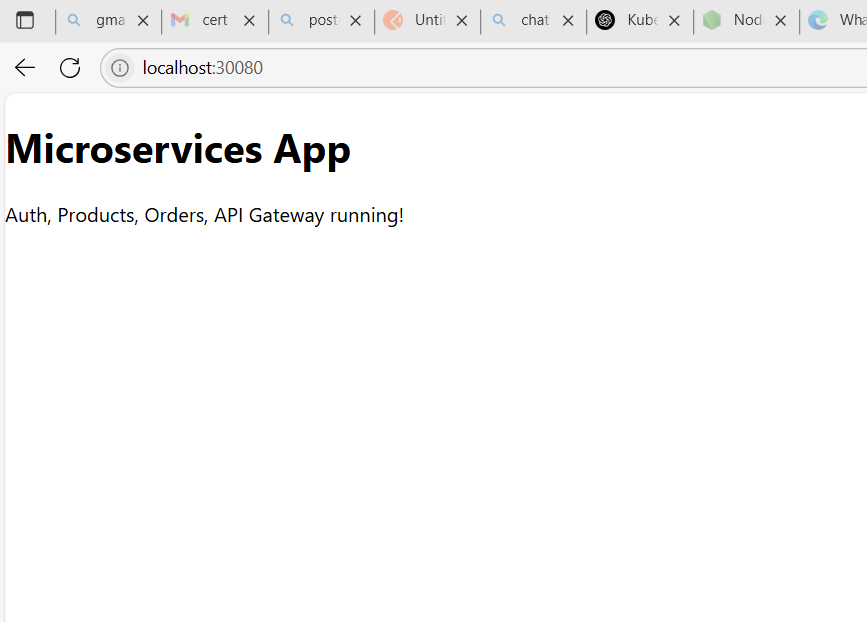 gma cert post Unti chat Kube Nod Wha
localhost:30080
Microservices App
Auth, Products, Orders, API Gateway running!